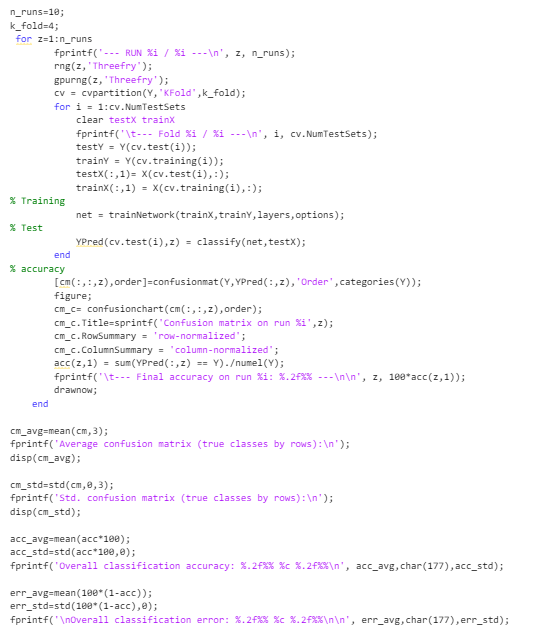 n_runs=10;
k_fold=4;
for z=1:n_runs
fprintf('--- RUN %i / %i ---\n', z, n_runs);
rng(z,'Threefry');
gpurng(z,'Threefry');
cv = cvpartition(Y,'KFold',k_fold);
for i = 1:cv.NumTestSets
clear testX trainX
fprintf('\t--- Fold %i / %i ---\n', i, cv.NumTestSets);
testY = Y(cv.test(i));
trainY = Y(cv.training(i));
testX(:,1)= X(cv.test(i),:);
trainX(:,1) = X(cv.training(i),:);
% Training
net = trainNetwork(trainX,trainY,layers,options);
% Test
YPred(cv.test(i),z) = classify(net,testX);
end
% accuracy
[cm(:,:,z),order]=confusionmat(Y,YPred(:,z),'Order',categories(Y));
figure;
cm_c= confusionchart(cm(:,:,z),order);
cm_c.Title=sprintf('Confusion matrix on run %i',z);
cm_c.RowSummary = 'row-normalized';
cm_c.ColumnSummary = 'column-normalized';
acc(z,1) = sum(YPred(:,z) == Y)./numel(Y);
fprintf('\t--- Final accuracy on run %i: %.2f%% ---\n\n', z, 100*acc(z,1));
drawnow;
end
cm_avg=mean(cm,3);
fprintf('Average confusion matrix (true classes by rows):\n');
disp(cm_avg);
cm_std=std(cm,0,3);
fprintf('Std. confusion matrix (true classes by rows):\n');
disp(cm_std);
acc_avg=mean(acc*100);
acc_std=std(acc*100,0);
fprintf('Overall classification accuracy: %.2f%% %c %.2f%%\n', acc_avg,char(177),acc_std);
err_avg=mean(100*(1-acc));
err_std=std(100*(1-acc),0);
fprintf('\nOverall classification error: %.2f%% %c %.2f%%\n\n', err_avg,char(177),err_std);